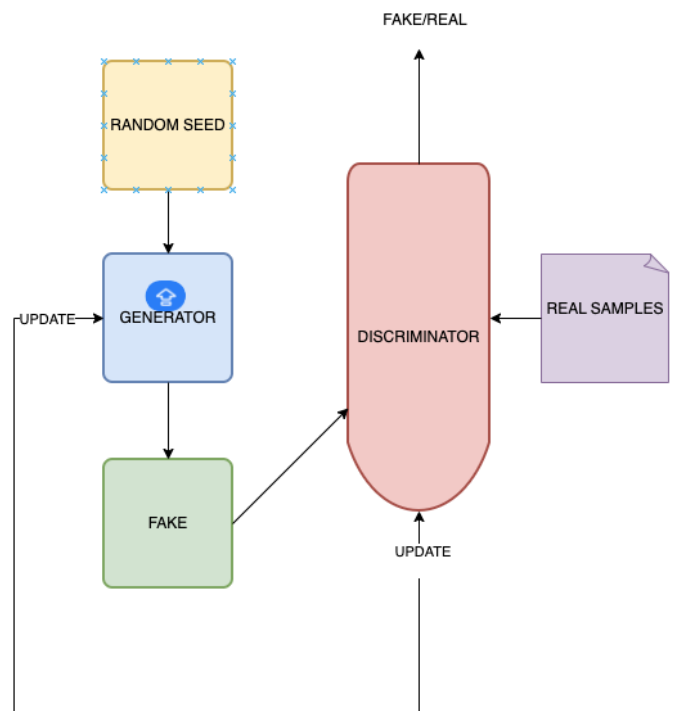 FAKE/REAL
RANDOM SEED
GENERATOR
UPDATE
REAL SAMPLES
DISCRIMINATOR
FAKE
UPDATE